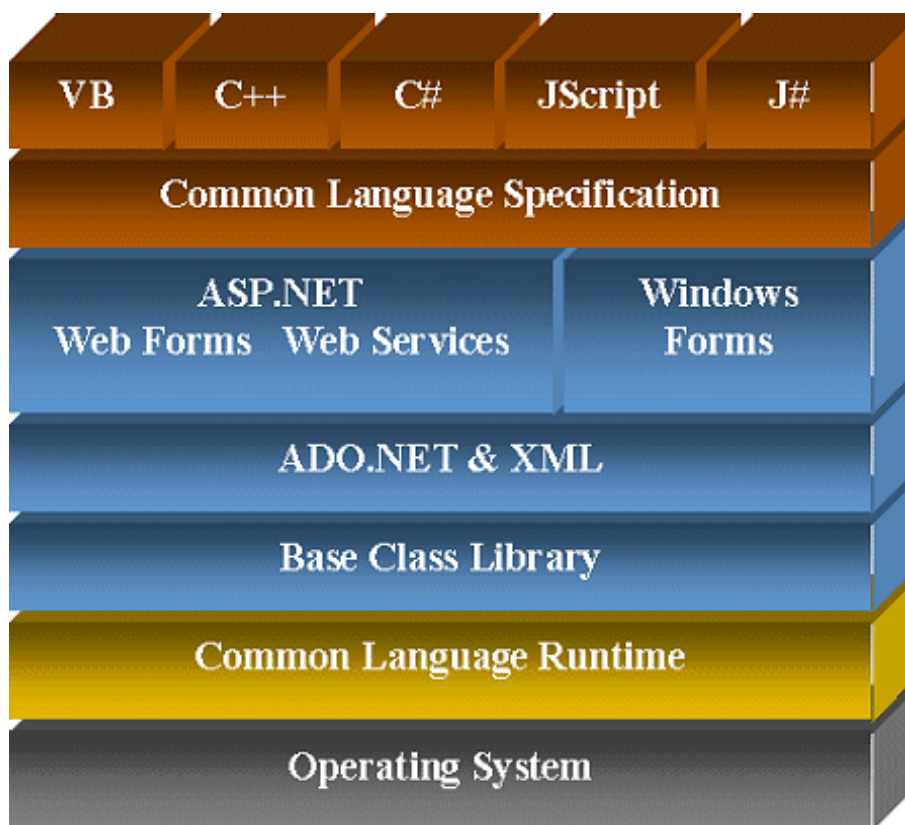 VB C++ C# JScript J#
Common Language Specification
ASP.NET Windows
Web Forms Web Services Forms
ADO.NET & XML
Base Class Library
Common Language Runtime
Operating System